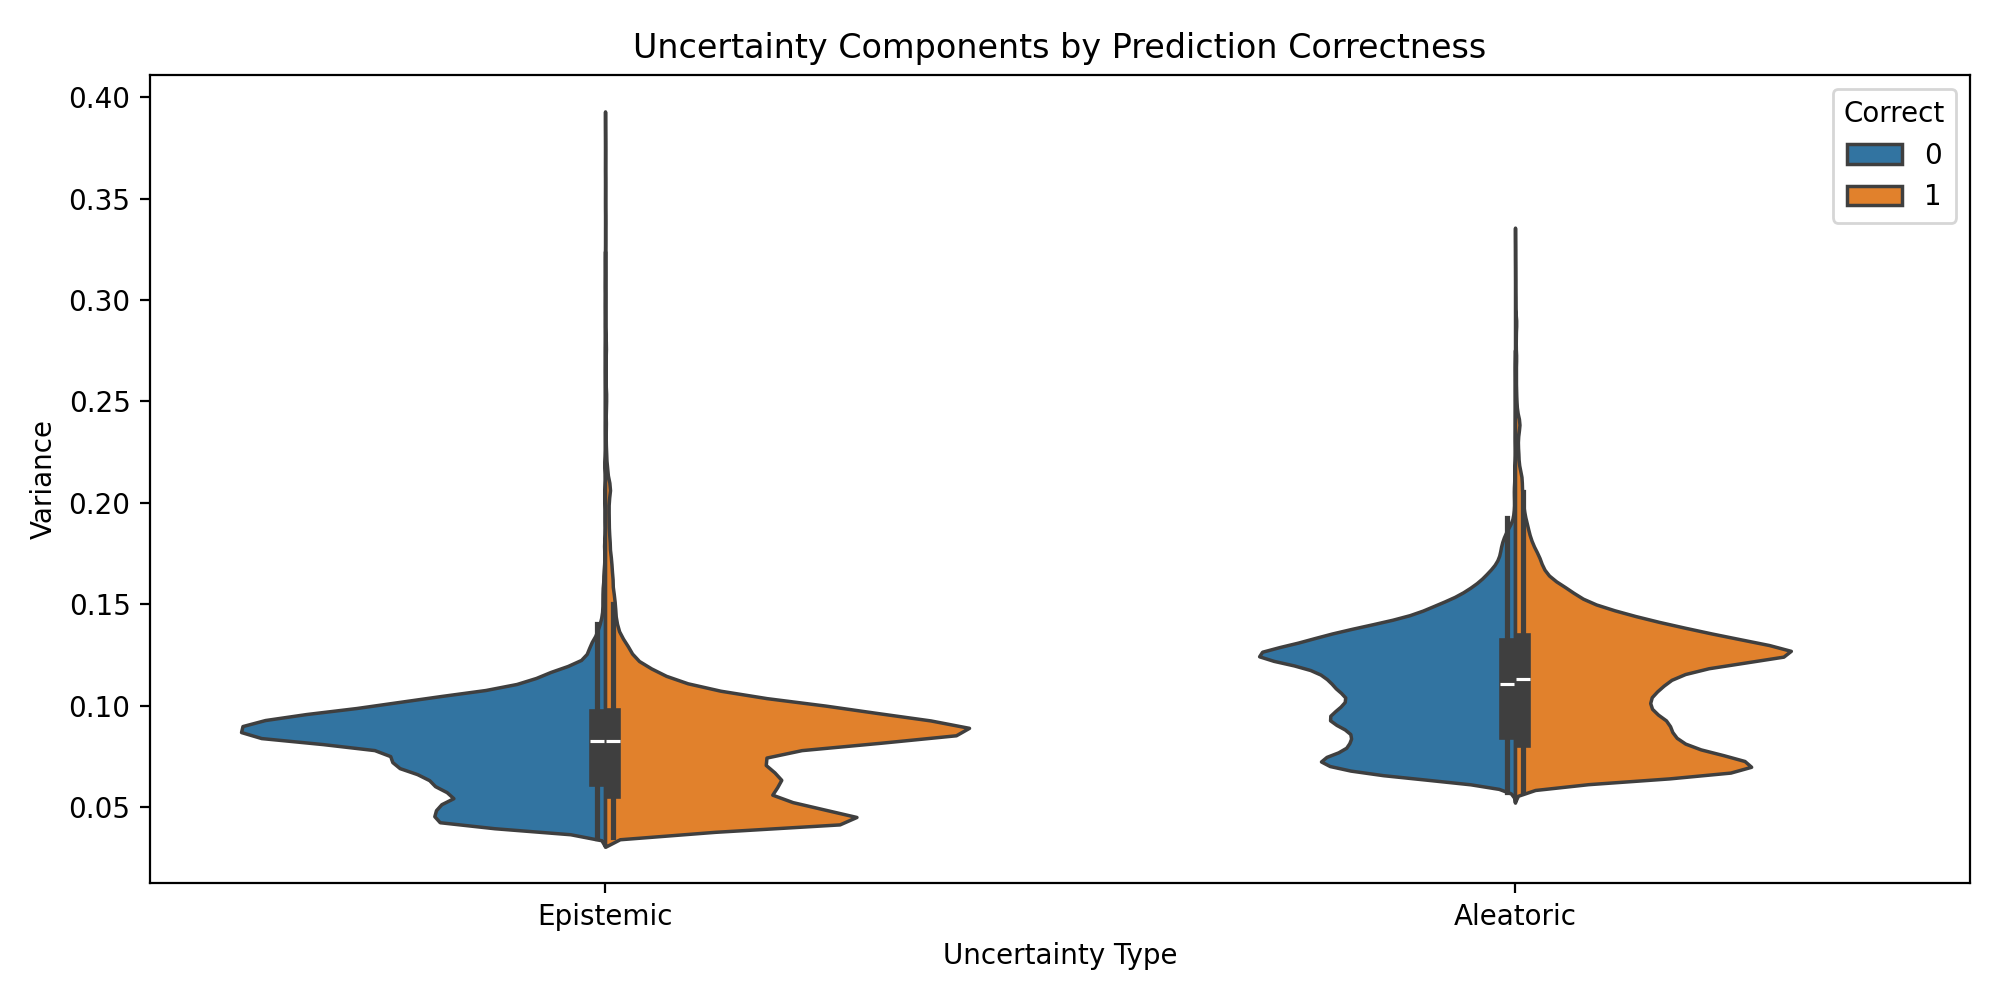 Uncertainty Components by Prediction Correctness
Correct
0
1
0.40
0.35
0.30
0.25
0.20
0.15
0.10
0.05
Variance
Epistemic
Aleatoric
Uncertainty Type